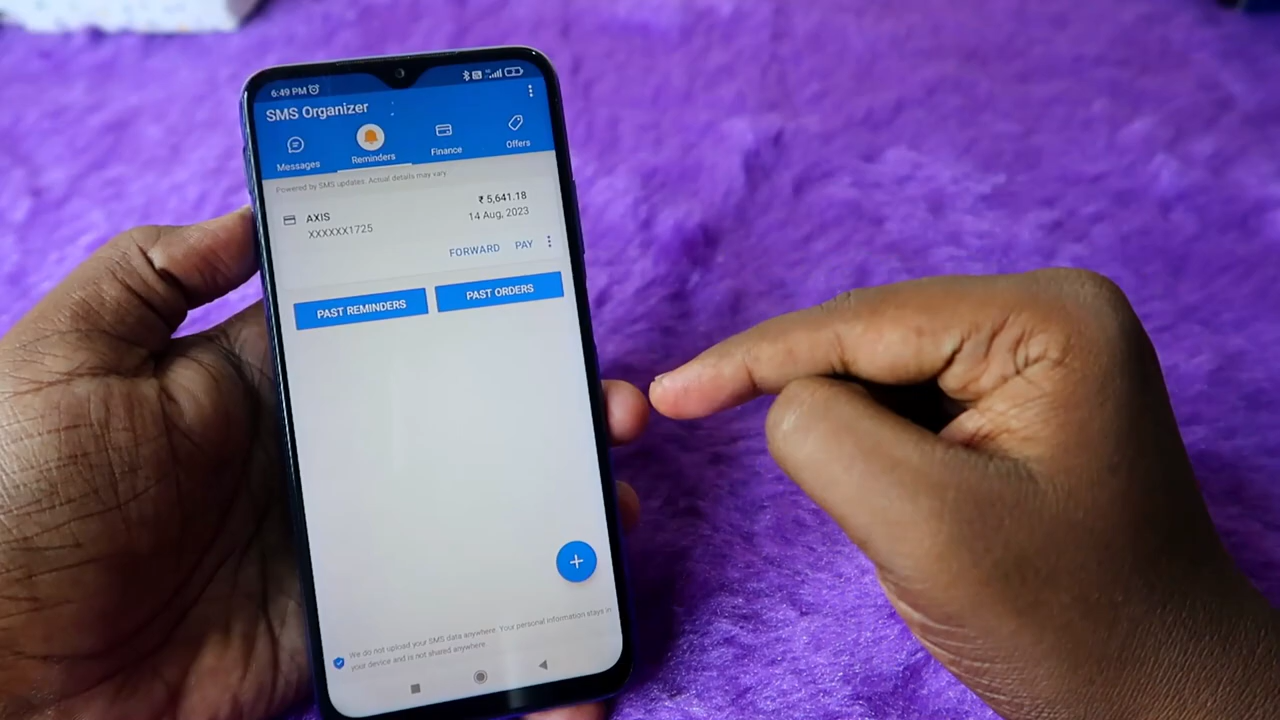 6:49 PM
SMS Organizer
Messages
Reminders
Finance
Offers
Powered by SMS updates. Actual details may vary
AXIS
XXXXXX1725
₹ 5,641.18
14 Aug, 2023
FORWARD PAY
PAST REMINDERS
PAST ORDERS
We do not upload your SMS data anywhere. Your personal information stays in
your device and is not shared anywhere.